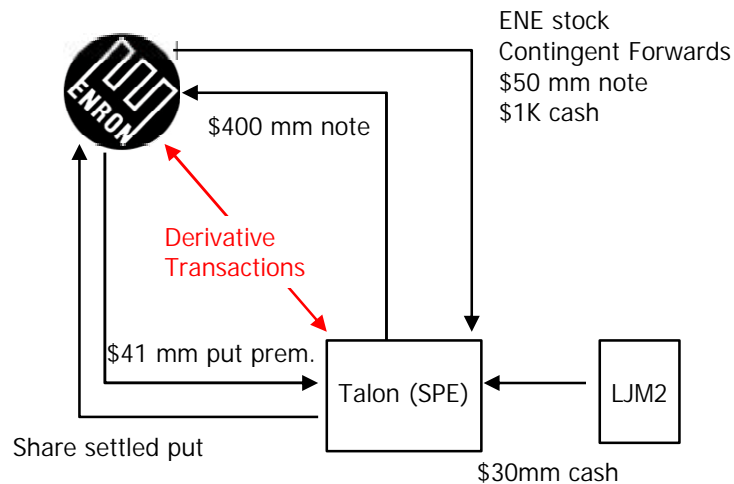 ENE stock
Contingent Forwards
$50 mm note
$1K cash
ENRON
$400 mm note
Derivative
Transactions
$41 mm put prem.
Talon (SPE)
LJM2
Share settled put
$30mm cash